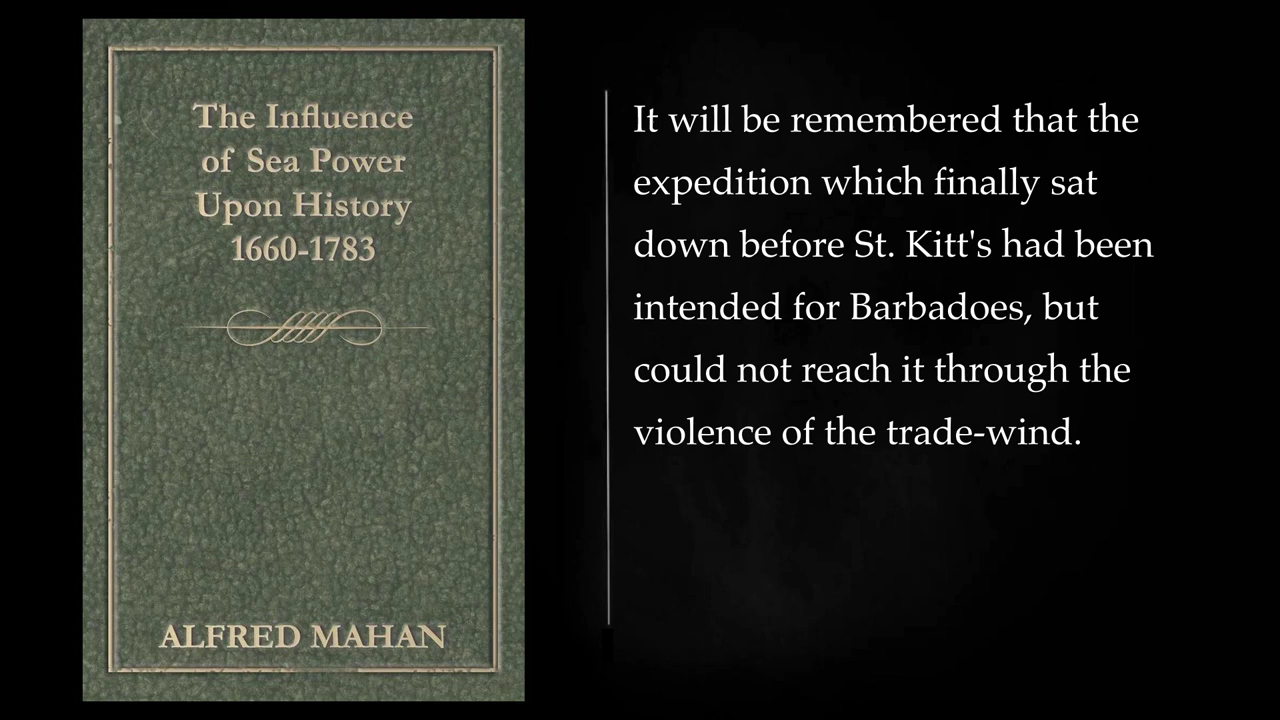 The Influence
of Sea Power
Upon History
1660-1783
ALFRED MAHAN
It will be remembered that the
expedition which finally sat
down before St. Kitt's had been
intended for Barbadoes, but
could not reach it through the
violence of the trade-wind.